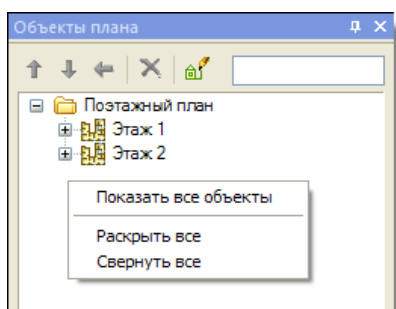 Объекты плана
Поэтажный план
Этаж 1
Этаж 2
Показать все объекты
Раскрыть все
Свернуть все